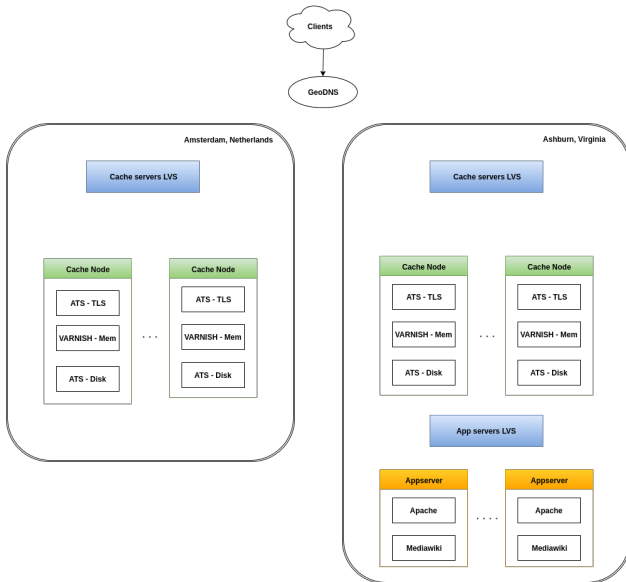 Clients
GeoDNS
Amsterdam, Netherlands
Cache servers LVS
Cache Node
ATS - TLS
VARNISH - Mem
ATS - Disk
. . .
Cache Node
ATS - TLS
VARNISH - Mem
ATS - Disk
Ashburn, Virginia
Cache servers LVS
Cache Node
ATS - TLS
VARNISH - Mem
ATS - Disk
. . .
Cache Node
ATS - TLS
VARNISH - Mem
ATS - Disk
App servers LVS
Appserver
Apache
Mediawiki
. . . .
Appserver
Apache
Mediawiki